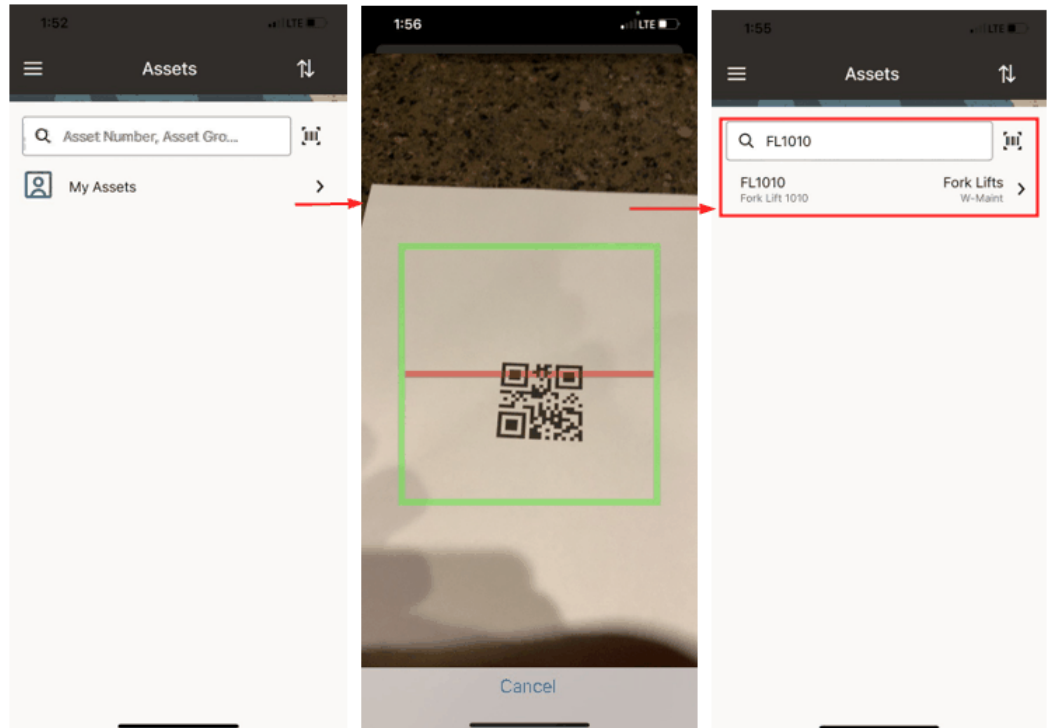 1:52
LTE
Assets
Asset Number, Asset Gro....
My Assets
1:56
LTE
Cancel
1:55
LTE
Assets
FL1010
FL1010
Fork Lifts
Fork Lift 1010
W-Maint